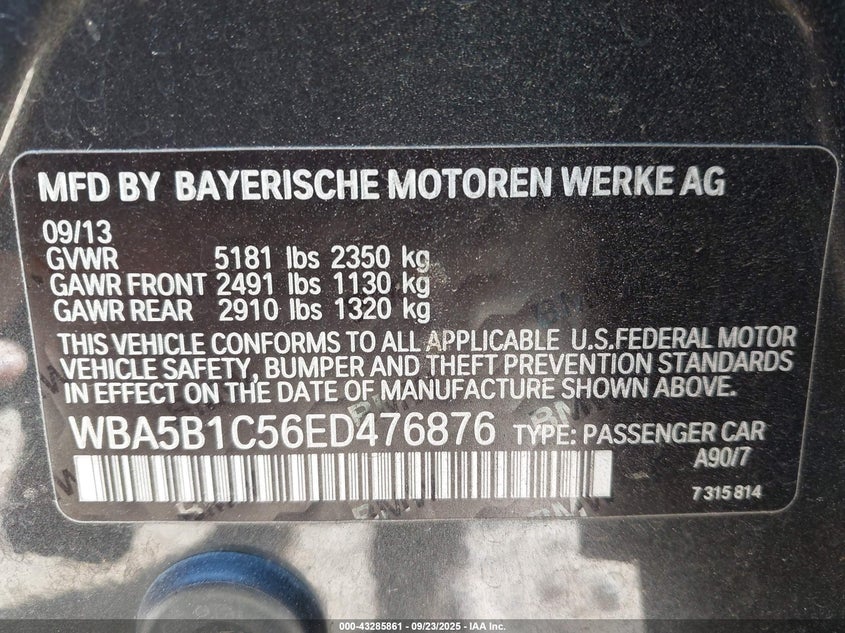 MFD BY BAYERISCHE MOTOREN WERKE AG
09/13
GVWR 5181 lbs 2350 kg
GAWR FRONT 2491 lbs 1130 kg
GAWR REAR 2910 lbs 1320 kg
THIS VEHICLE CONFORMS TO ALL APPLICABLE U.S.FEDERAL MOTOR
VEHICLE SAFETY, BUMPER AND THEFT PREVENTION STANDARDS
IN EFFECT ON THE DATE OF MANUFACTURE SHOWN ABOVE.
WBA5B1C56ED476876 TYPE: PASSENGER CAR
A90/7
7 315 814
000-43285861 - 09/23/2025 - IAA Inc.